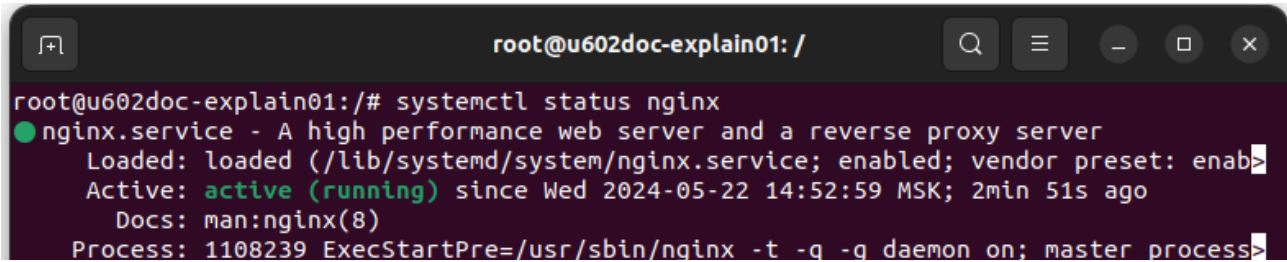 root@u602doc-explain01: /
root@u602doc-explain01:/# systemctl status nginx
nginx.service - A high performance web server and a reverse proxy server
Loaded: loaded (/lib/systemd/system/nginx.service; enabled; vendor preset: enab>
Active: active (running) since Wed 2024-05-22 14:52:59 MSK; 2min 51s ago
Docs: man:nginx(8)
Process: 1108239 ExecStartPre=/usr/sbin/nginx -t -q -g daemon on; master_process>